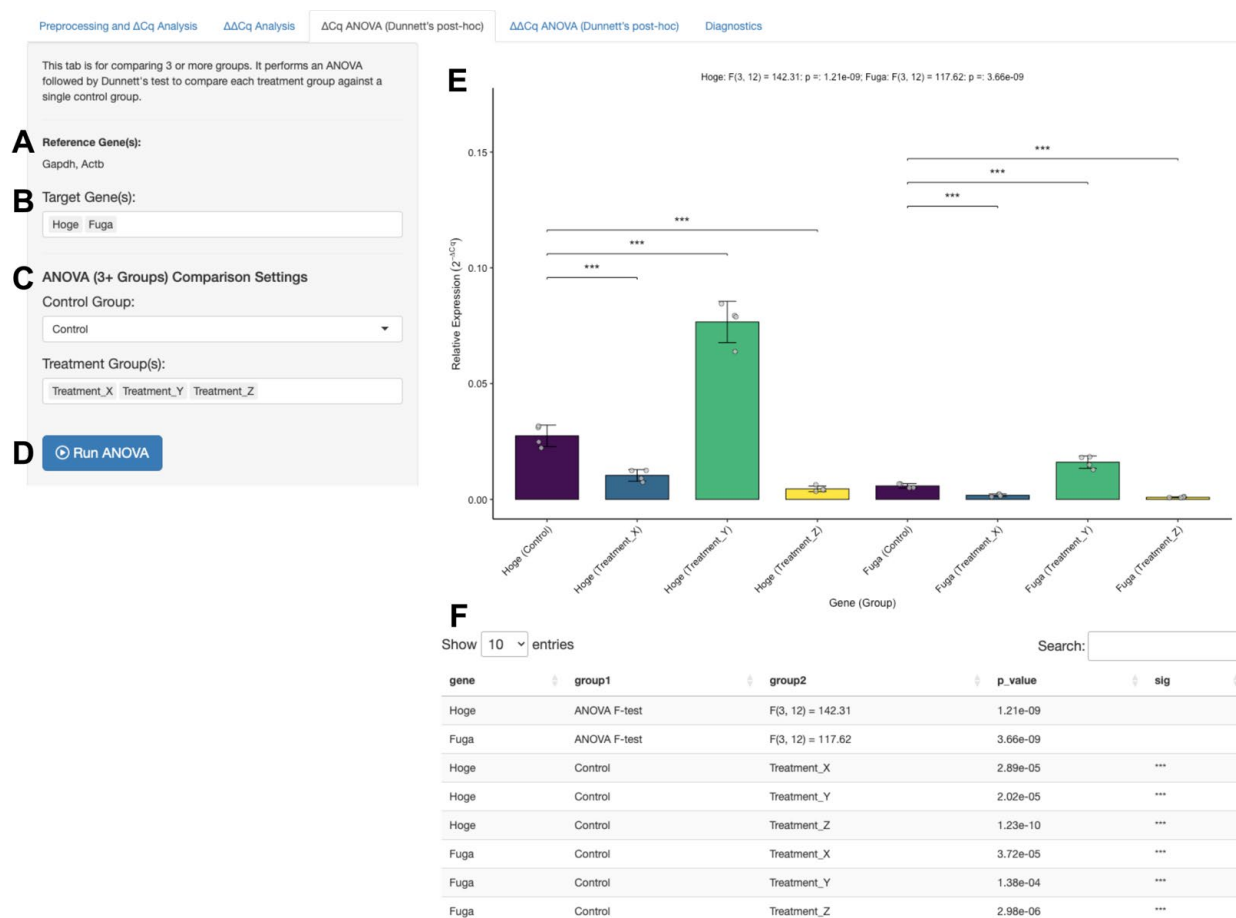 Preprocessing and ΔCq Analysis ΔΔCq Analysis ΔCq ANOVA (Dunnett's post-hoc) ΔΔCq ANOVA (Dunnett's post-hoc) Diagnostics
This tab is for comparing 3 or more groups. It performs an ANOVA
followed by Dunnett's test to compare each treatment group against a
single control group.
A
Reference Gene(s):
Gapdh, Actb
B
Target Gene(s):
Hoge Fuga
C
ANOVA (3+ Groups) Comparison Settings
Control Group:
Control
Treatment Group(s):
Treatment_X Treatment_Y Treatment_Z
D
Run ANOVA
E
Hoge: F(3, 12) = 142.31: p =: 1.21e-09; Fuga: F(3, 12) = 117.62: p =: 3.66e-09
Relative Expression (2^-ΔCq)
0.15
0.10
0.05
0.00
***
***
***
***
***
***
Hoge (Control)
Hoge (Treatment_X)
Hoge (Treatment_Y)
Hoge (Treatment_Z)
Fuga (Control)
Fuga (Treatment_X)
Fuga (Treatment_Y)
Fuga (Treatment_Z)
Gene (Group)
F
Show 10 entries Search:
gene group1 group2 p_value sig
Hoge ANOVA F-test F(3, 12) = 142.31 1.21e-09
Fuga ANOVA F-test F(3, 12) = 117.62 3.66e-09
Hoge Control Treatment_X 2.89e-05 ***
Hoge Control Treatment_Y 2.02e-05 ***
Hoge Control Treatment_Z 1.23e-10 ***
Fuga Control Treatment_X 3.72e-05 ***
Fuga Control Treatment_Y 1.38e-04 ***
Fuga Control Treatment_Z 2.98e-06 ***